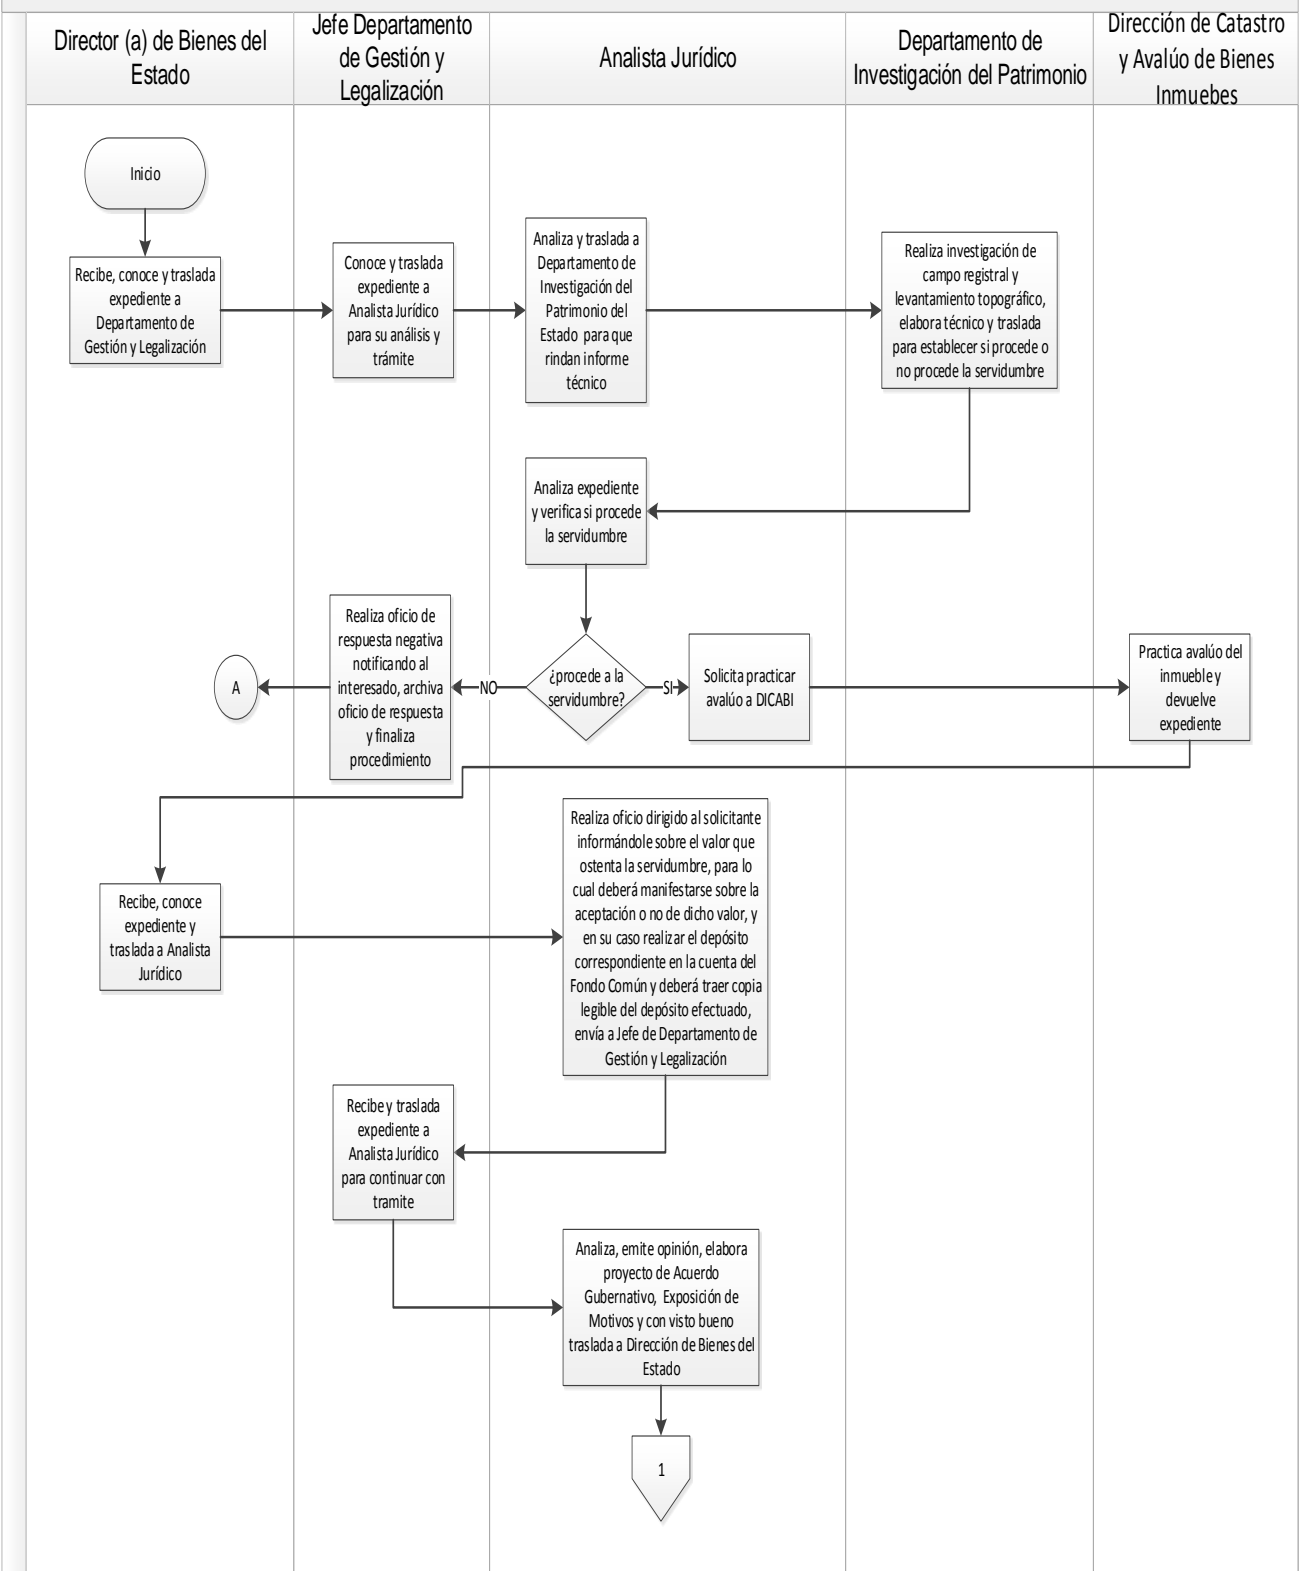 Director (a) de Bienes del
Estado
Jefe Departamento
de Gestión y
Legalización
Analista Jurídico
Departamento de
Investigación del Patrimonio
Dirección de Catastro
y Avalúo de Bienes
Inmuebes
Inicio
Recibe, conoce y traslada
expediente a
Departamento de
Gestión y Legalización
Conoce y traslada
expediente a
Analista Jurídico
para su análisis y
trámite
Analiza y traslada a
Departamento de
Investigación del
Patrimonio del
Estado para que
rindan informe
técnico
Realiza investigación de
campo registral y
levantamiento topográfico,
elabora técnico y traslada
para establecer si procede o
no procede la servidumbre
Analiza expediente
y verifica si procede
la servidumbre
¿procede a la
servidumbre?
NO
SI
Realiza oficio de
respuesta negativa
notificando al
interesado, archiva
oficio de respuesta
y finaliza
procedimiento
A
Solicita practicar
avalúo a DICABI
Practica avalúo del
inmueble y
devuelve
expediente
Recibe, conoce
expediente y
traslada a Analista
Jurídico
Realiza oficio dirigido al solicitante
informándole sobre el valor que
ostenta la servidumbre, para lo
cual deberá manifestarse sobre la
aceptación o no de dicho valor, y
en su caso realizar el depósito
correspondiente en la cuenta del
Fondo Común y deberá traer copia
legible del depósito efectuado,
envía a Jefe de Departamento de
Gestión y Legalización
Recibe y traslada
expediente a
Analista Jurídico
para continuar con
tramite
Analiza, emite opinión, elabora
proyecto de Acuerdo
Gubernativo, Exposición de
Motivos y con visto bueno
traslada a Dirección de Bienes del
Estado
1